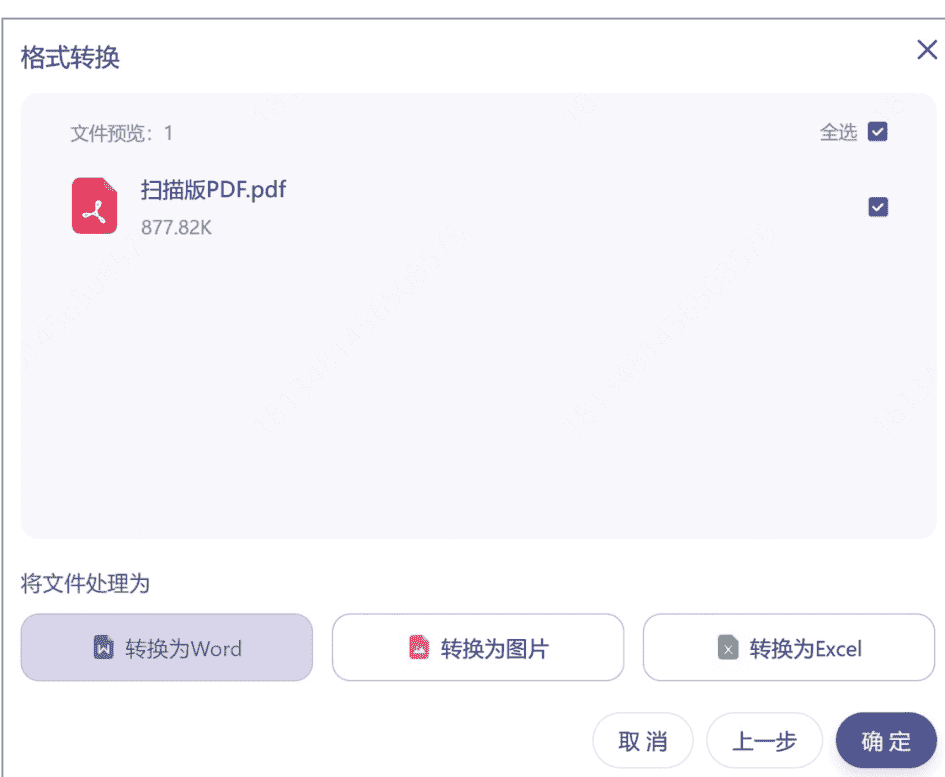 格式转换
文件预览：1
全选
扫描版PDF.pdf
877.82K
将文件处理为
转换为Word
转换为图片
转换为Excel
取消
上一步
确定